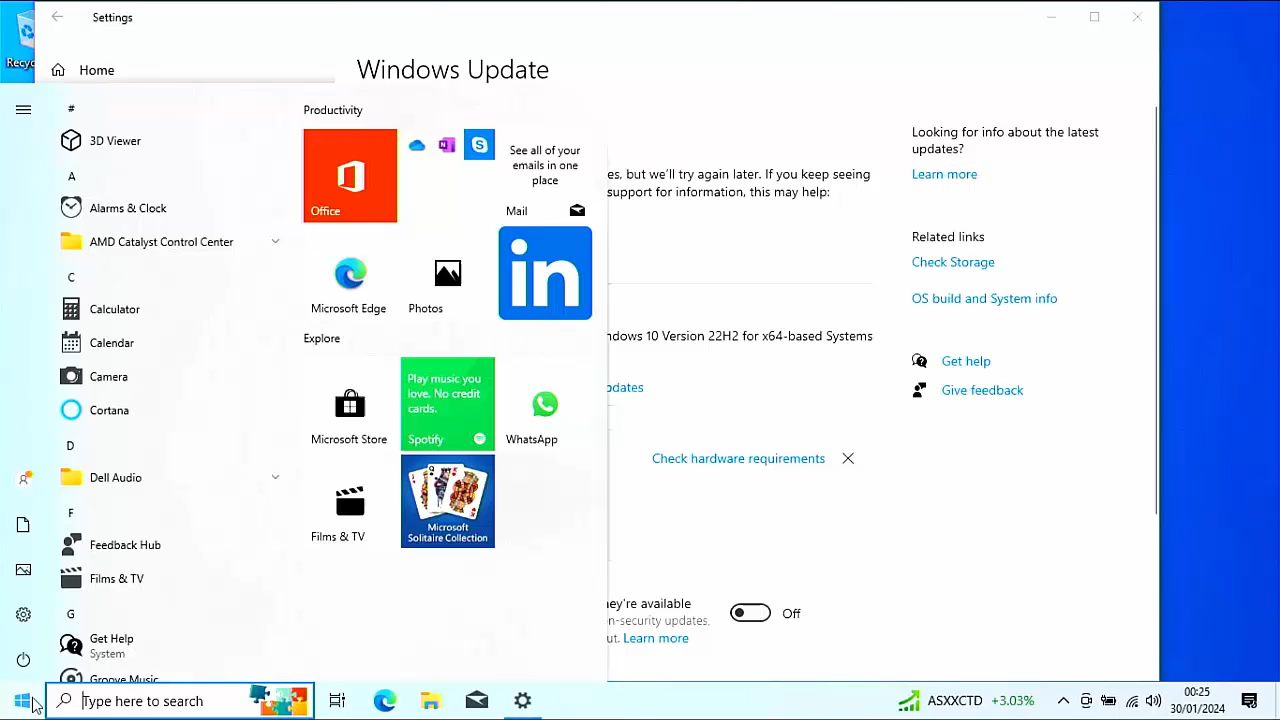 Settings
Recyc
Home
Windows Update
#
3D Viewer
A
Alarms & Clock
AMD Catalyst Control Center
C
Calculator
Calendar
Camera
Cortana
D
Dell Audio
F
Feedback Hub
Films & TV
G
Get Help
System
Groove Music
Productivity
Office
See all of your
emails in one
place
Mail
Microsoft Edge
Photos
in
Explore
Microsoft Store
Play music you
love. No credit
cards.
Spotify
WhatsApp
Films & TV
Microsoft
Solitaire Collection
es, but we'll try again later. If you keep seeing
support for information, this may help:
ndows 10 Version 22H2 for x64-based Systems
pdates
Check hardware requirements
ey're available
n-security updates,
ut. Learn more
Off
Looking for info about the latest
updates?
Learn more
Related links
Check Storage
OS build and System info
Get help
Give feedback
Type here to search
ASXXCTD +3.03%
00:25
30/01/2024